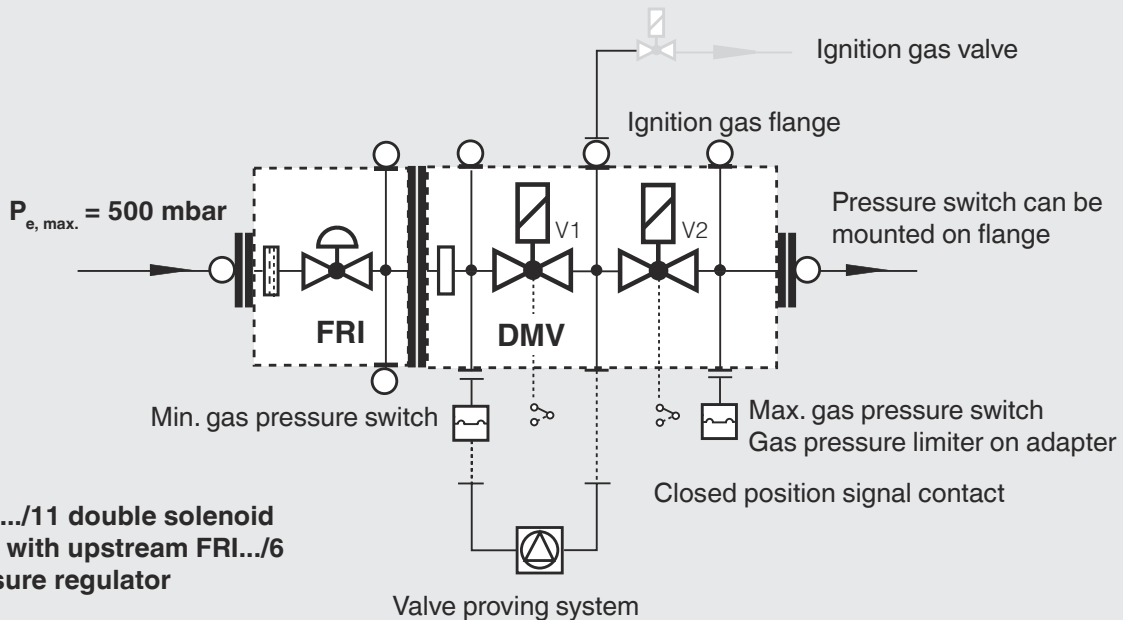 Ignition gas valve
Ignition gas flange
P e, max. = 500 mbar
Pressure switch can be
mounted on flange
V1
V2
FRI
DMV
Min. gas pressure switch
Max. gas pressure switch
Gas pressure limiter on adapter
Closed position signal contact
.../11 double solenoid
with upstream FRI.../6
sure regulator
Valve proving system